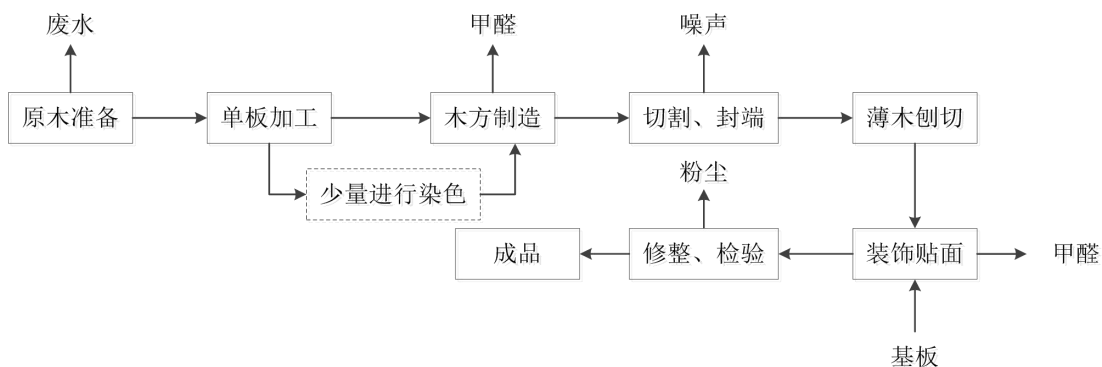 废水
甲醛
噪声
原木准备
单板加工
木方制造
切割、封端
薄木刨切
少量进行染色
粉尘
成品
修整、检验
装饰贴面
甲醛
基板